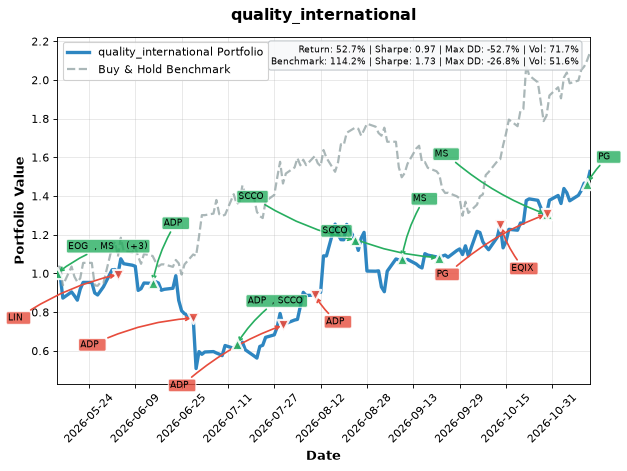 quality_international
Return: 52.7% | Sharpe: 0.97 | Max DD: -52.7% | Vol: 71.7%
Benchmark: 114.2% | Sharpe: 1.73 | Max DD: -26.8% | Vol: 51.6%
quality_international Portfolio
Buy & Hold Benchmark
Portfolio Value
2.2
2.0
1.8
1.6
1.4
1.2
1.0
0.8
0.6
MS
PG
SCCO
MS
ADP
SCCO
EOG , MS (+3)
PG
EQIX
ADP , SCCO
LIN
ADP
ADP
ADP
2026-05-24
2026-06-09
2026-06-25
2026-07-11
2026-07-27
2026-08-12
2026-08-28
2026-09-13
2026-09-29
2026-10-15
2026-10-31
Date